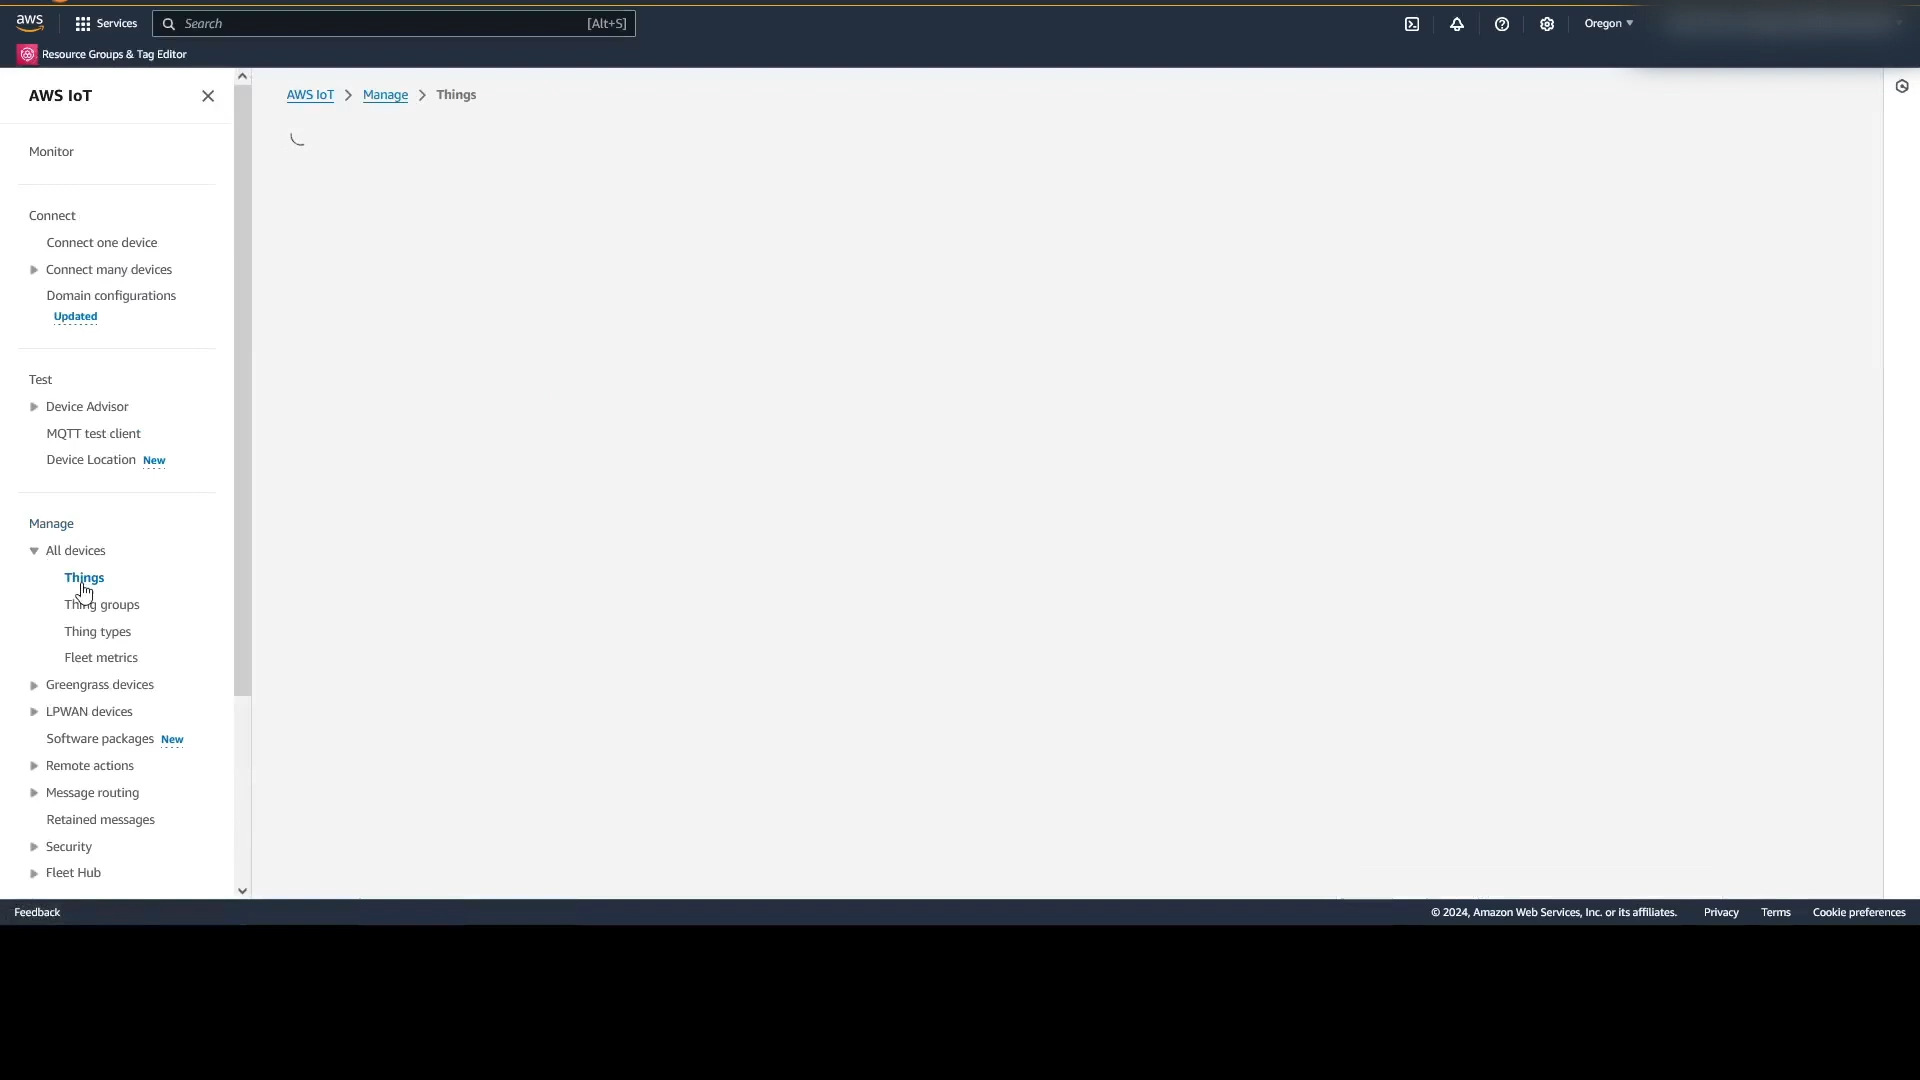 aws
Services
Search
[Alt+S]
Oregon
Resource Groups & Tag Editor
AWS IoT
AWS IoT > Manage > Things
Monitor
Connect
Connect one device
Connect many devices
Domain configurations
Updated
Test
Device Advisor
MQTT test client
Device Location New
Manage
All devices
Things
Thing groups
Thing types
Fleet metrics
Greengrass devices
LPWAN devices
Software packages New
Remote actions
Message routing
Retained messages
Security
Fleet Hub
Feedback
© 2024, Amazon Web Services, Inc. or its affiliates.
Privacy
Terms
Cookie preferences